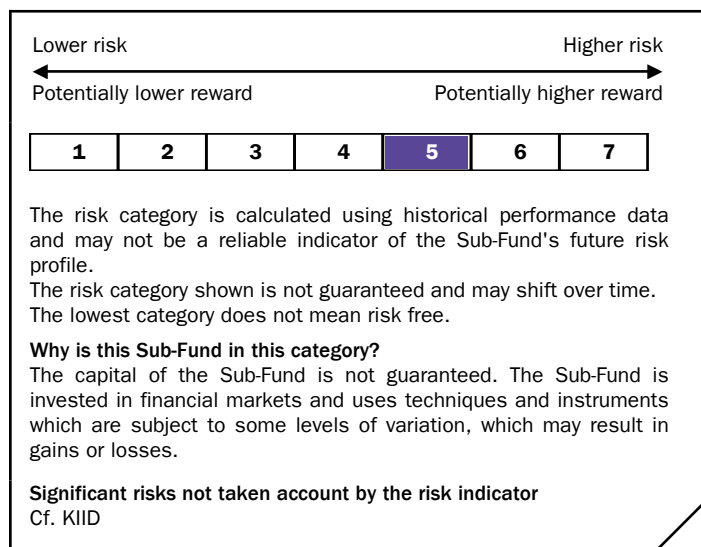 Lower risk Higher risk
Potentially lower reward Potentially higher reward
1 2 3 4 5 6 7
The risk category is calculated using historical performance data
and may not be a reliable indicator of the Sub-Fund's future risk
profile.
The risk category shown is not guaranteed and may shift over time.
The lowest category does not mean risk free.
Why is this Sub-Fund in this category?
The capital of the Sub-Fund is not guaranteed. The Sub-Fund is
invested in financial markets and uses techniques and instruments
which are subject to some levels of variation, which may result in
gains or losses.
Significant risks not taken account by the risk indicator
Cf. KIID